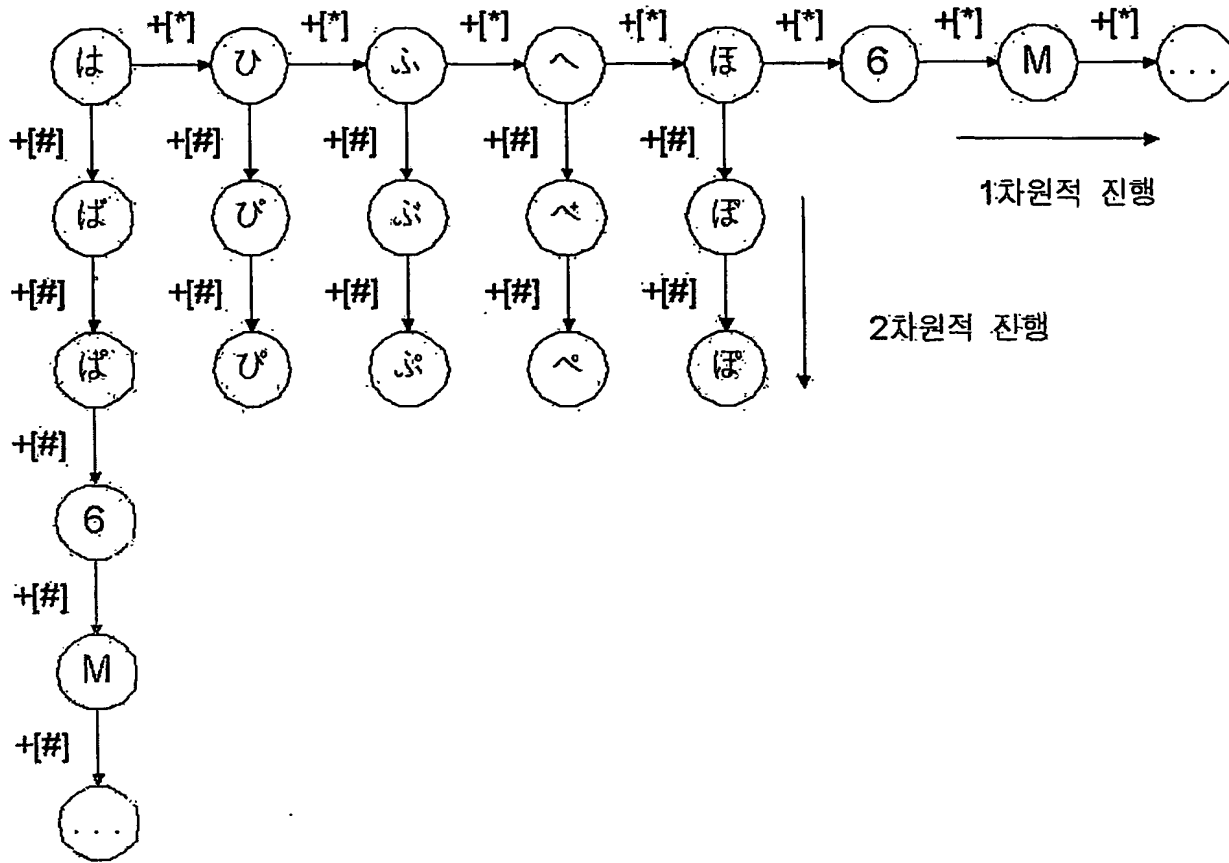 +[*] +[*] +[*] +[*] +[*] +[*] +[*]
は ひ ふ へ ほ 6 M ...
+[#] +[#] +[#] +[#] +[#]
1차원적 진행
ば び ぶ べ ぼ
+[#] +[#] +[#] +[#] +[#]
2차원적 진행
ぱ ぴ ぷ ぺ ぽ
+[#]
6
+[#]
M
+[#]
...